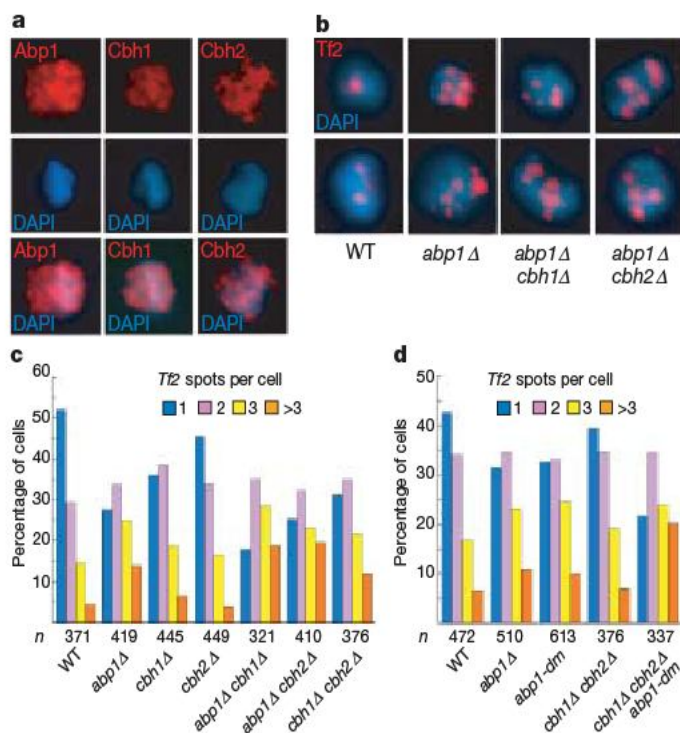 a
Abp1 Cbh1 Cbh2
DAPI DAPI DAPI
Abp1 Cbh1 Cbh2
DAPI DAPI DAPI
b
Tf2
DAPI
WT abp1Δ abp1Δ cbh1Δ abp1Δ cbh2Δ
c
Tf2 spots per cell
1 2 3 >3
Percentage of cells
60
50
40
30
20
10
n 371 419 445 449 321 410 376
WT abp1Δ cbh1Δ cbh2Δ abp1Δ cbh1Δ abp1Δ cbh2Δ cbh1Δ cbh2Δ
d
Tf2 spots per cell
1 2 3 >3
Percentage of cells
50
40
30
20
10
n 472 510 613 376 337
WT abp1Δ abp1-dm cbh1Δ cbh2Δ cbh1Δ cbh2Δ abp1-dm